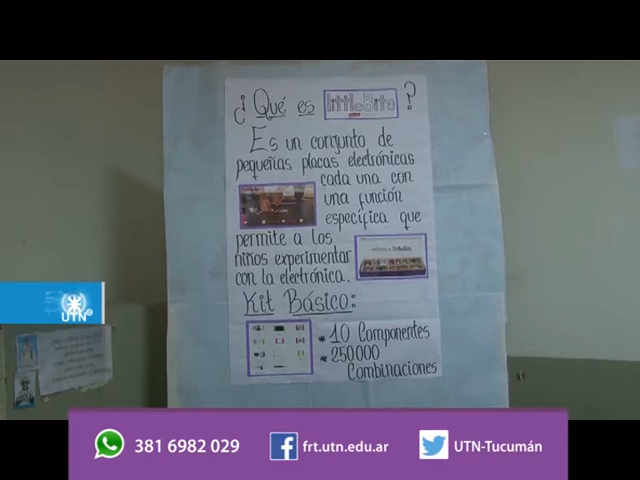 ¿Qué es littleBits?
Es un conjunto de
pequeñas placas electrónicas
cada una con
una función
específica que
permite a los
niños experimentar
con la electrónica..
Kit Básico:
* 10 Componentes
* 250000
Combinaciones
UTN
381 6982 029
frt.utn.edu.ar
UTN-Tucumán